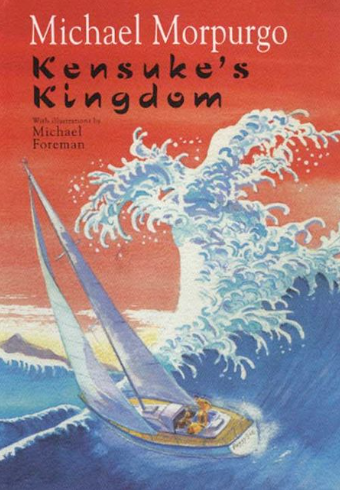 Michael Morpurgo
Kensuke's
Kingdom
With illustrations by
Michael
Foreman